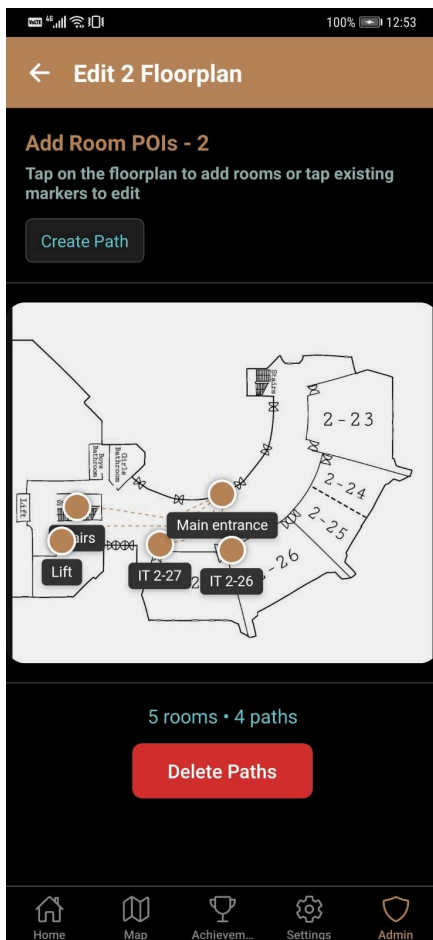 46
100%
12:53
Edit 2 Floorplan
Add Room POIs - 2
Tap on the floorplan to add rooms or tap existing
markers to edit
Create Path
Stairs
2-23
Girls
Bathroom
Boys
Bathroom
2-24
Lift
Main entrance
2-25
airs
Lift
IT 2-27
IT 2-26
-26
2
5 rooms • 4 paths
Delete Paths
Home
Map
Achievem...
Settings
Admin